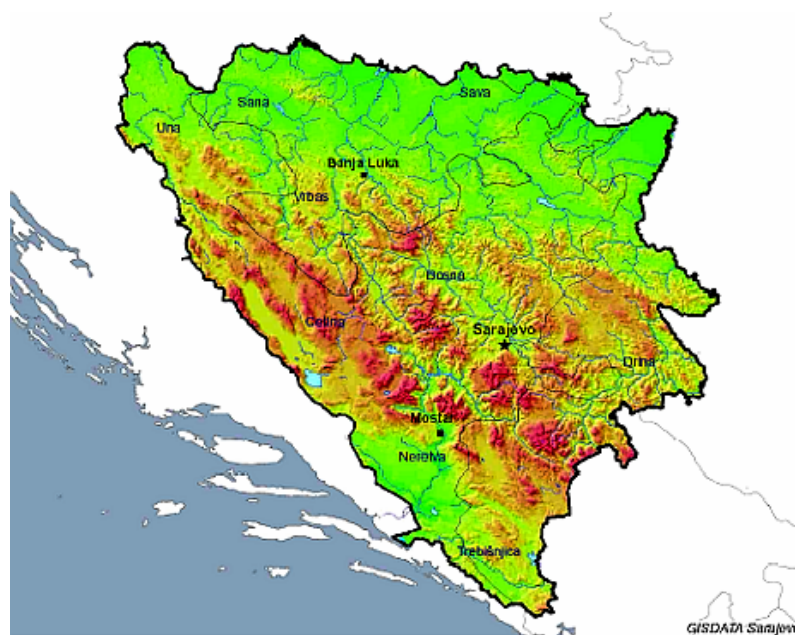 Sava
Sana
Una
Banja Luka
Vrbas
Bosna
Cetina
Sarajevo
Drina
Mostar
Neretva
Trebišnjica
GISDATA Sarajevo